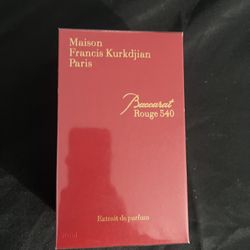 Maison
Francis Kurkdjian
Paris
Baccarat
Rouge 540
Extrait de parfum